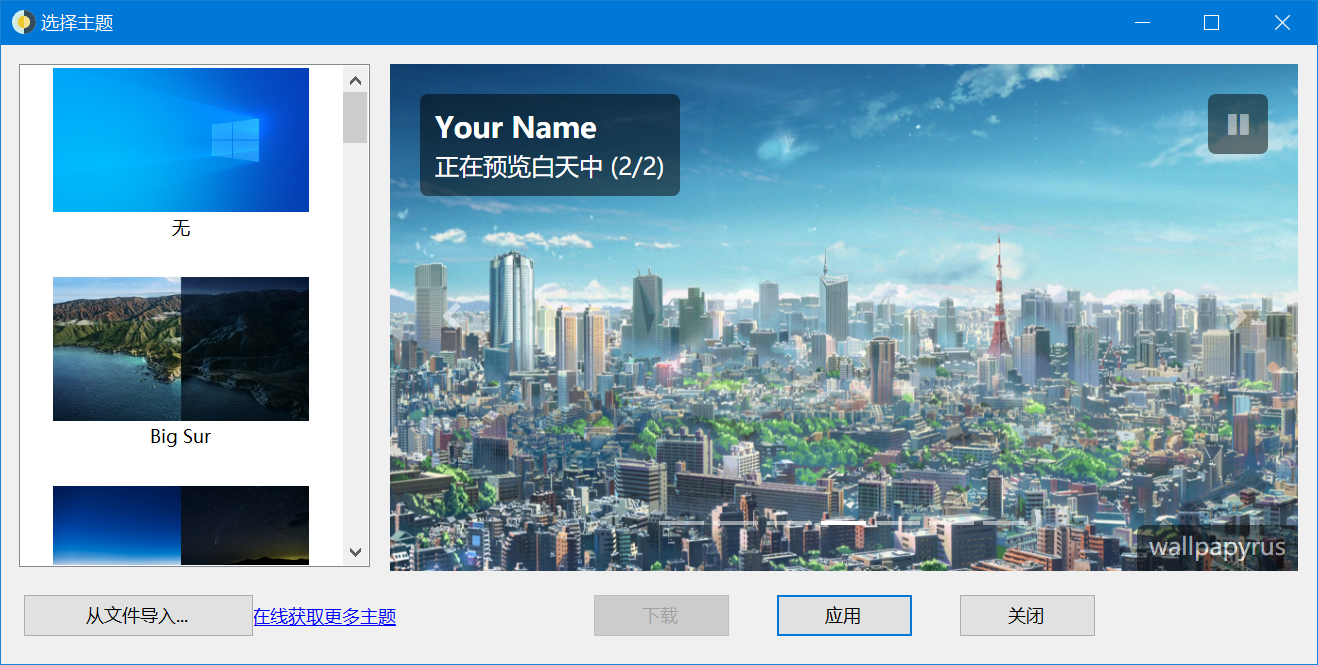 选择主题
无
Big Sur
Your Name
正在预览白天中 (2/2)
wallpapyrus
从文件导入...
在线获取更多主题
下载
应用
关闭